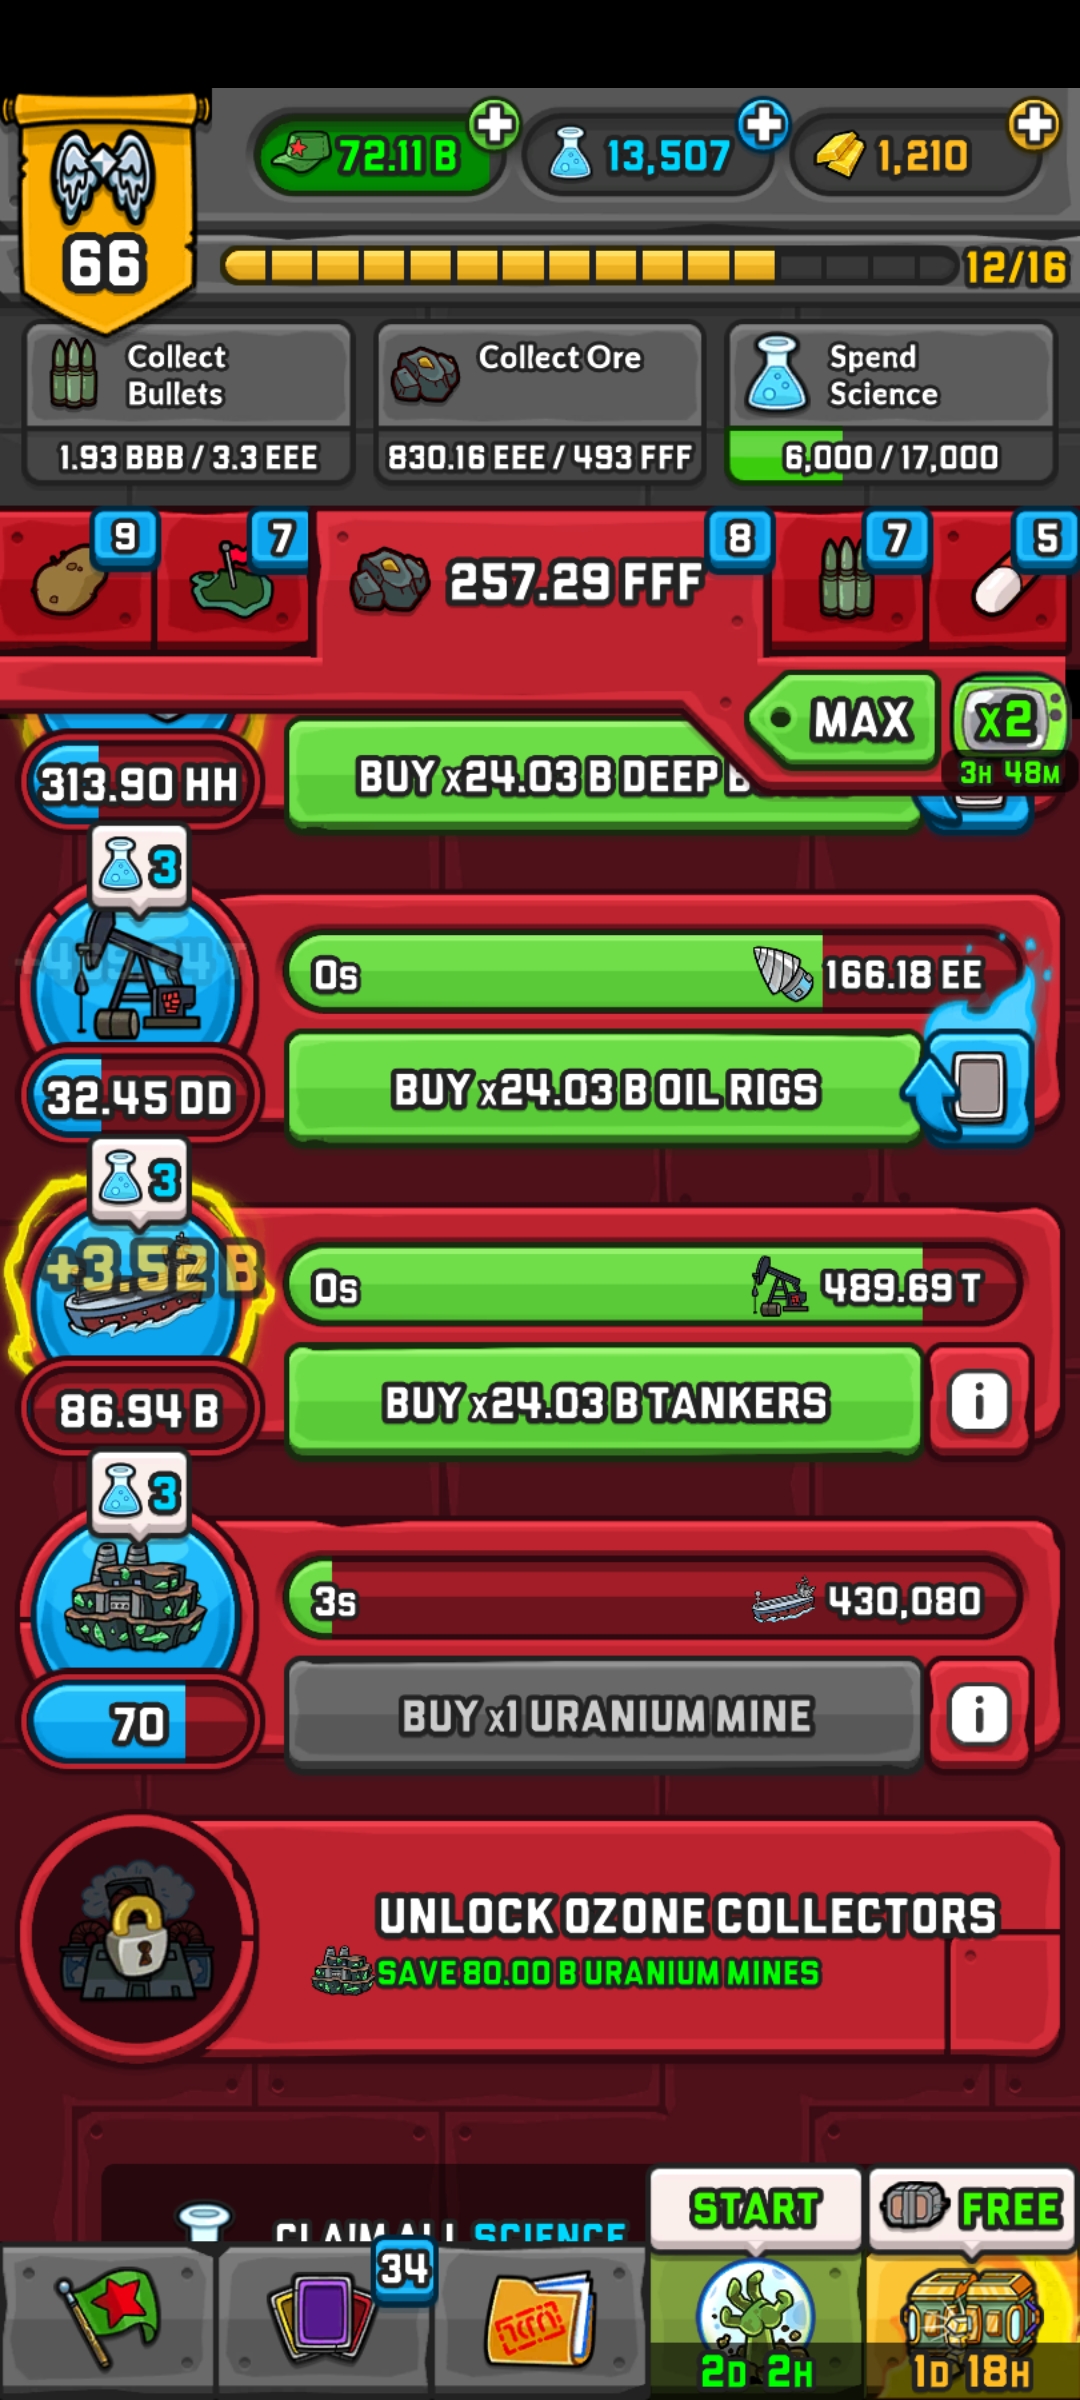 72.11 B
13,507
1,210
66
12/16
Collect
Bullets
1.93 BBB / 3.3 EEE
Collect Ore
830.16 EEE / 493 FFF
Spend
Science
6,000 / 17,000
9
7
257.29 FFF
8
7
5
MAX
x2
3H 48M
313.90 HH
BUY x24.03 B DEEP
3
0s
166.18 EE
32.45 DD
BUY x24.03 B OIL RIGS
3
+3.52 B
0s
489.69 T
86.94 B
BUY x24.03 B TANKERS
i
3
3s
430,080
70
BUY x1 URANIUM MINE
i
UNLOCK OZONE COLLECTORS
SAVE 80.00 B URANIUM MINES
CLAIM ALL SCIENCE
START
FREE
34
2D 2H
1D 18H